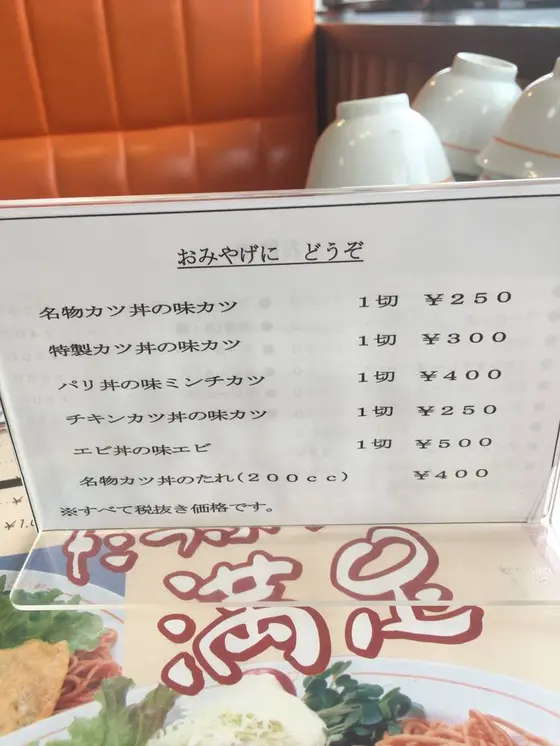 おみやげに　どうぞ
名物カツ丼の味カツ　1切　￥250
特製カツ丼の味カツ　1切　￥300
パリ丼の味ミンチカツ　1切　￥400
チキンカツ丼の味カツ　1切　￥250
エビ丼の味エビ　1切　￥500
名物カツ丼のたれ(200cc)　￥400
※すべて税抜き価格です。
満足